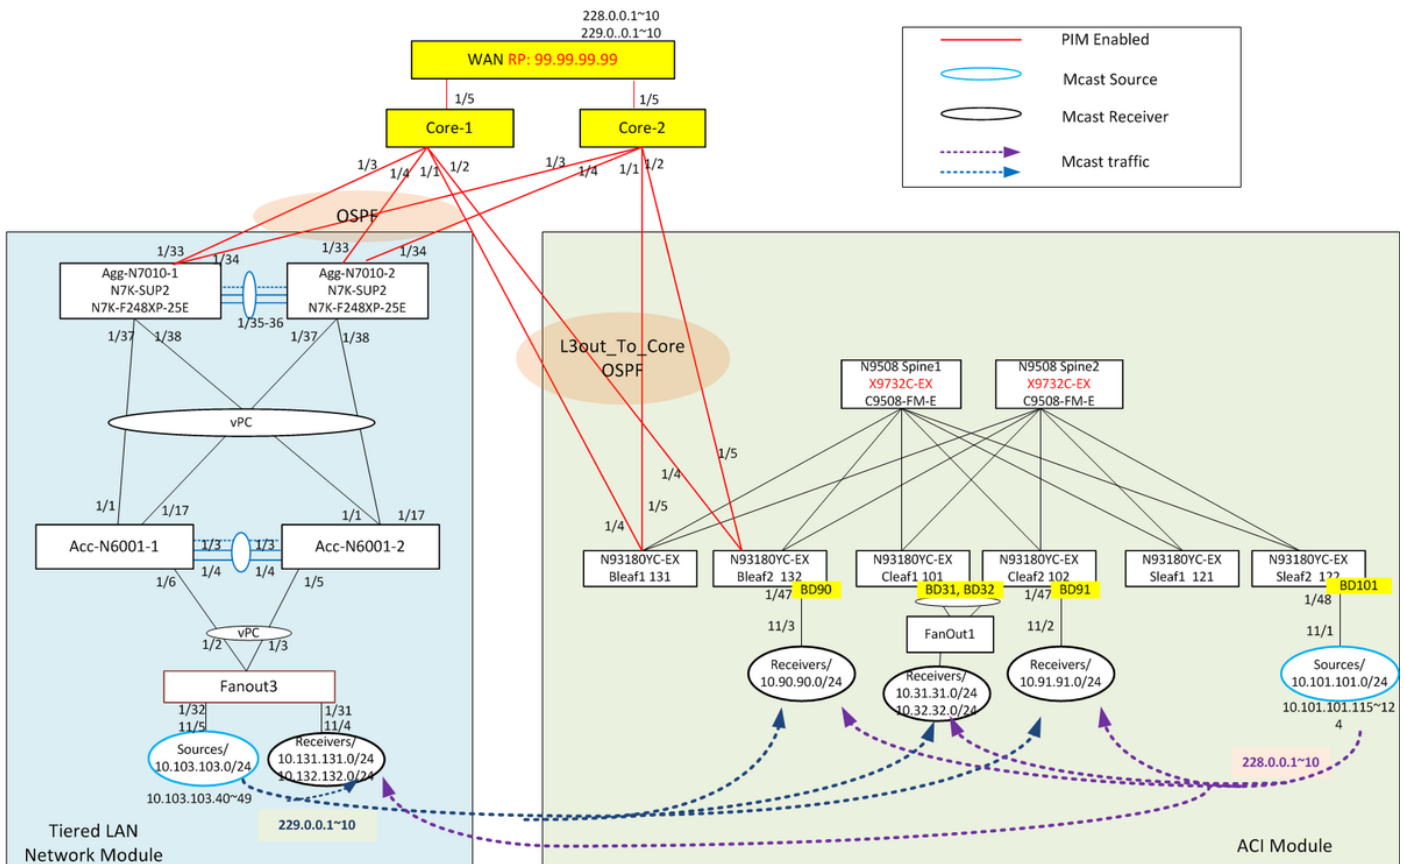 228.0.0.1~10
229.0..0.1~10
WAN RP: 99.99.99.99
1/5
1/5
Core-1
Core-2
1/3
1/4
1/1
1/2
1/3
1/4
1/1
1/2
PIM Enabled
Mcast Source
Mcast Receiver
Mcast traffic
OSPF
1/33
1/34
1/33
1/34
Agg-N7010-1
N7K-SUP2
N7K-F248XP-25E
Agg-N7010-2
N7K-SUP2
N7K-F248XP-25E
1/35-36
1/37
1/38
1/37
1/38
vPC
1/1
1/17
1/1
1/17
Acc-N6001-1
1/3
1/4
1/3
1/4
Acc-N6001-2
1/6
1/5
vPC
1/2
1/3
Fanout3
1/32
11/5
1/31
11/4
Sources/
10.103.103.0/24
Receivers/
10.131.131.0/24
10.132.132.0/24
10.103.103.40~49
229.0.0.1~10
Tiered LAN
Network Module
L3out_To_Core
OSPF
N9508 Spine1
X9732C-EX
C9508-FM-E
N9508 Spine2
X9732C-EX
C9508-FM-E
1/5
1/4
1/5
1/4
N93180YC-EX
Bleaf1 131
N93180YC-EX
Bleaf2 132
N93180YC-EX
Cleaf1 101
N93180YC-EX
Cleaf2 102
N93180YC-EX
Sleaf1 121
N93180YC-EX
Sleaf2 122
1/47
BD90
BD31, BD32
1/47
BD91
BD101
1/48
11/3
FanOut1
11/2
11/1
Receivers/
10.90.90.0/24
Receivers/
10.31.31.0/24
10.32.32.0/24
Receivers/
10.91.91.0/24
Sources/
10.101.101.0/24
10.101.101.115~12
4
228.0.0.1~10
ACI Module